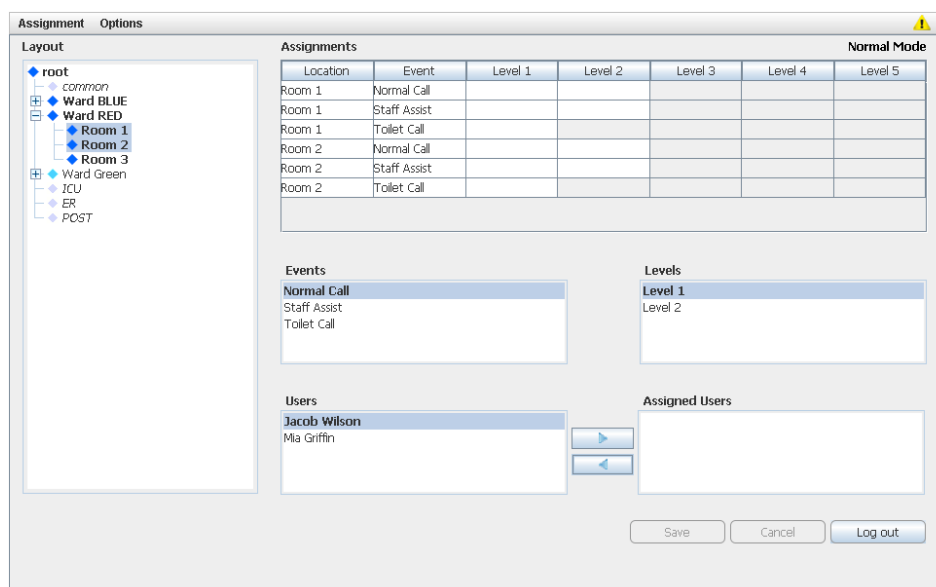 Assignment Options
Layout
root
common
Ward BLUE
Ward RED
Room 1
Room 2
Room 3
Ward Green
ICU
ER
POST
Assignments Normal Mode
Location Event Level 1 Level 2 Level 3 Level 4 Level 5
Room 1 Normal Call
Room 1 Staff Assist
Room 1 Toilet Call
Room 2 Normal Call
Room 2 Staff Assist
Room 2 Toilet Call
Events
Normal Call
Staff Assist
Toilet Call
Levels
Level 1
Level 2
Users
Jacob Wilson
Mia Griffin
Assigned Users
Save Cancel Log out